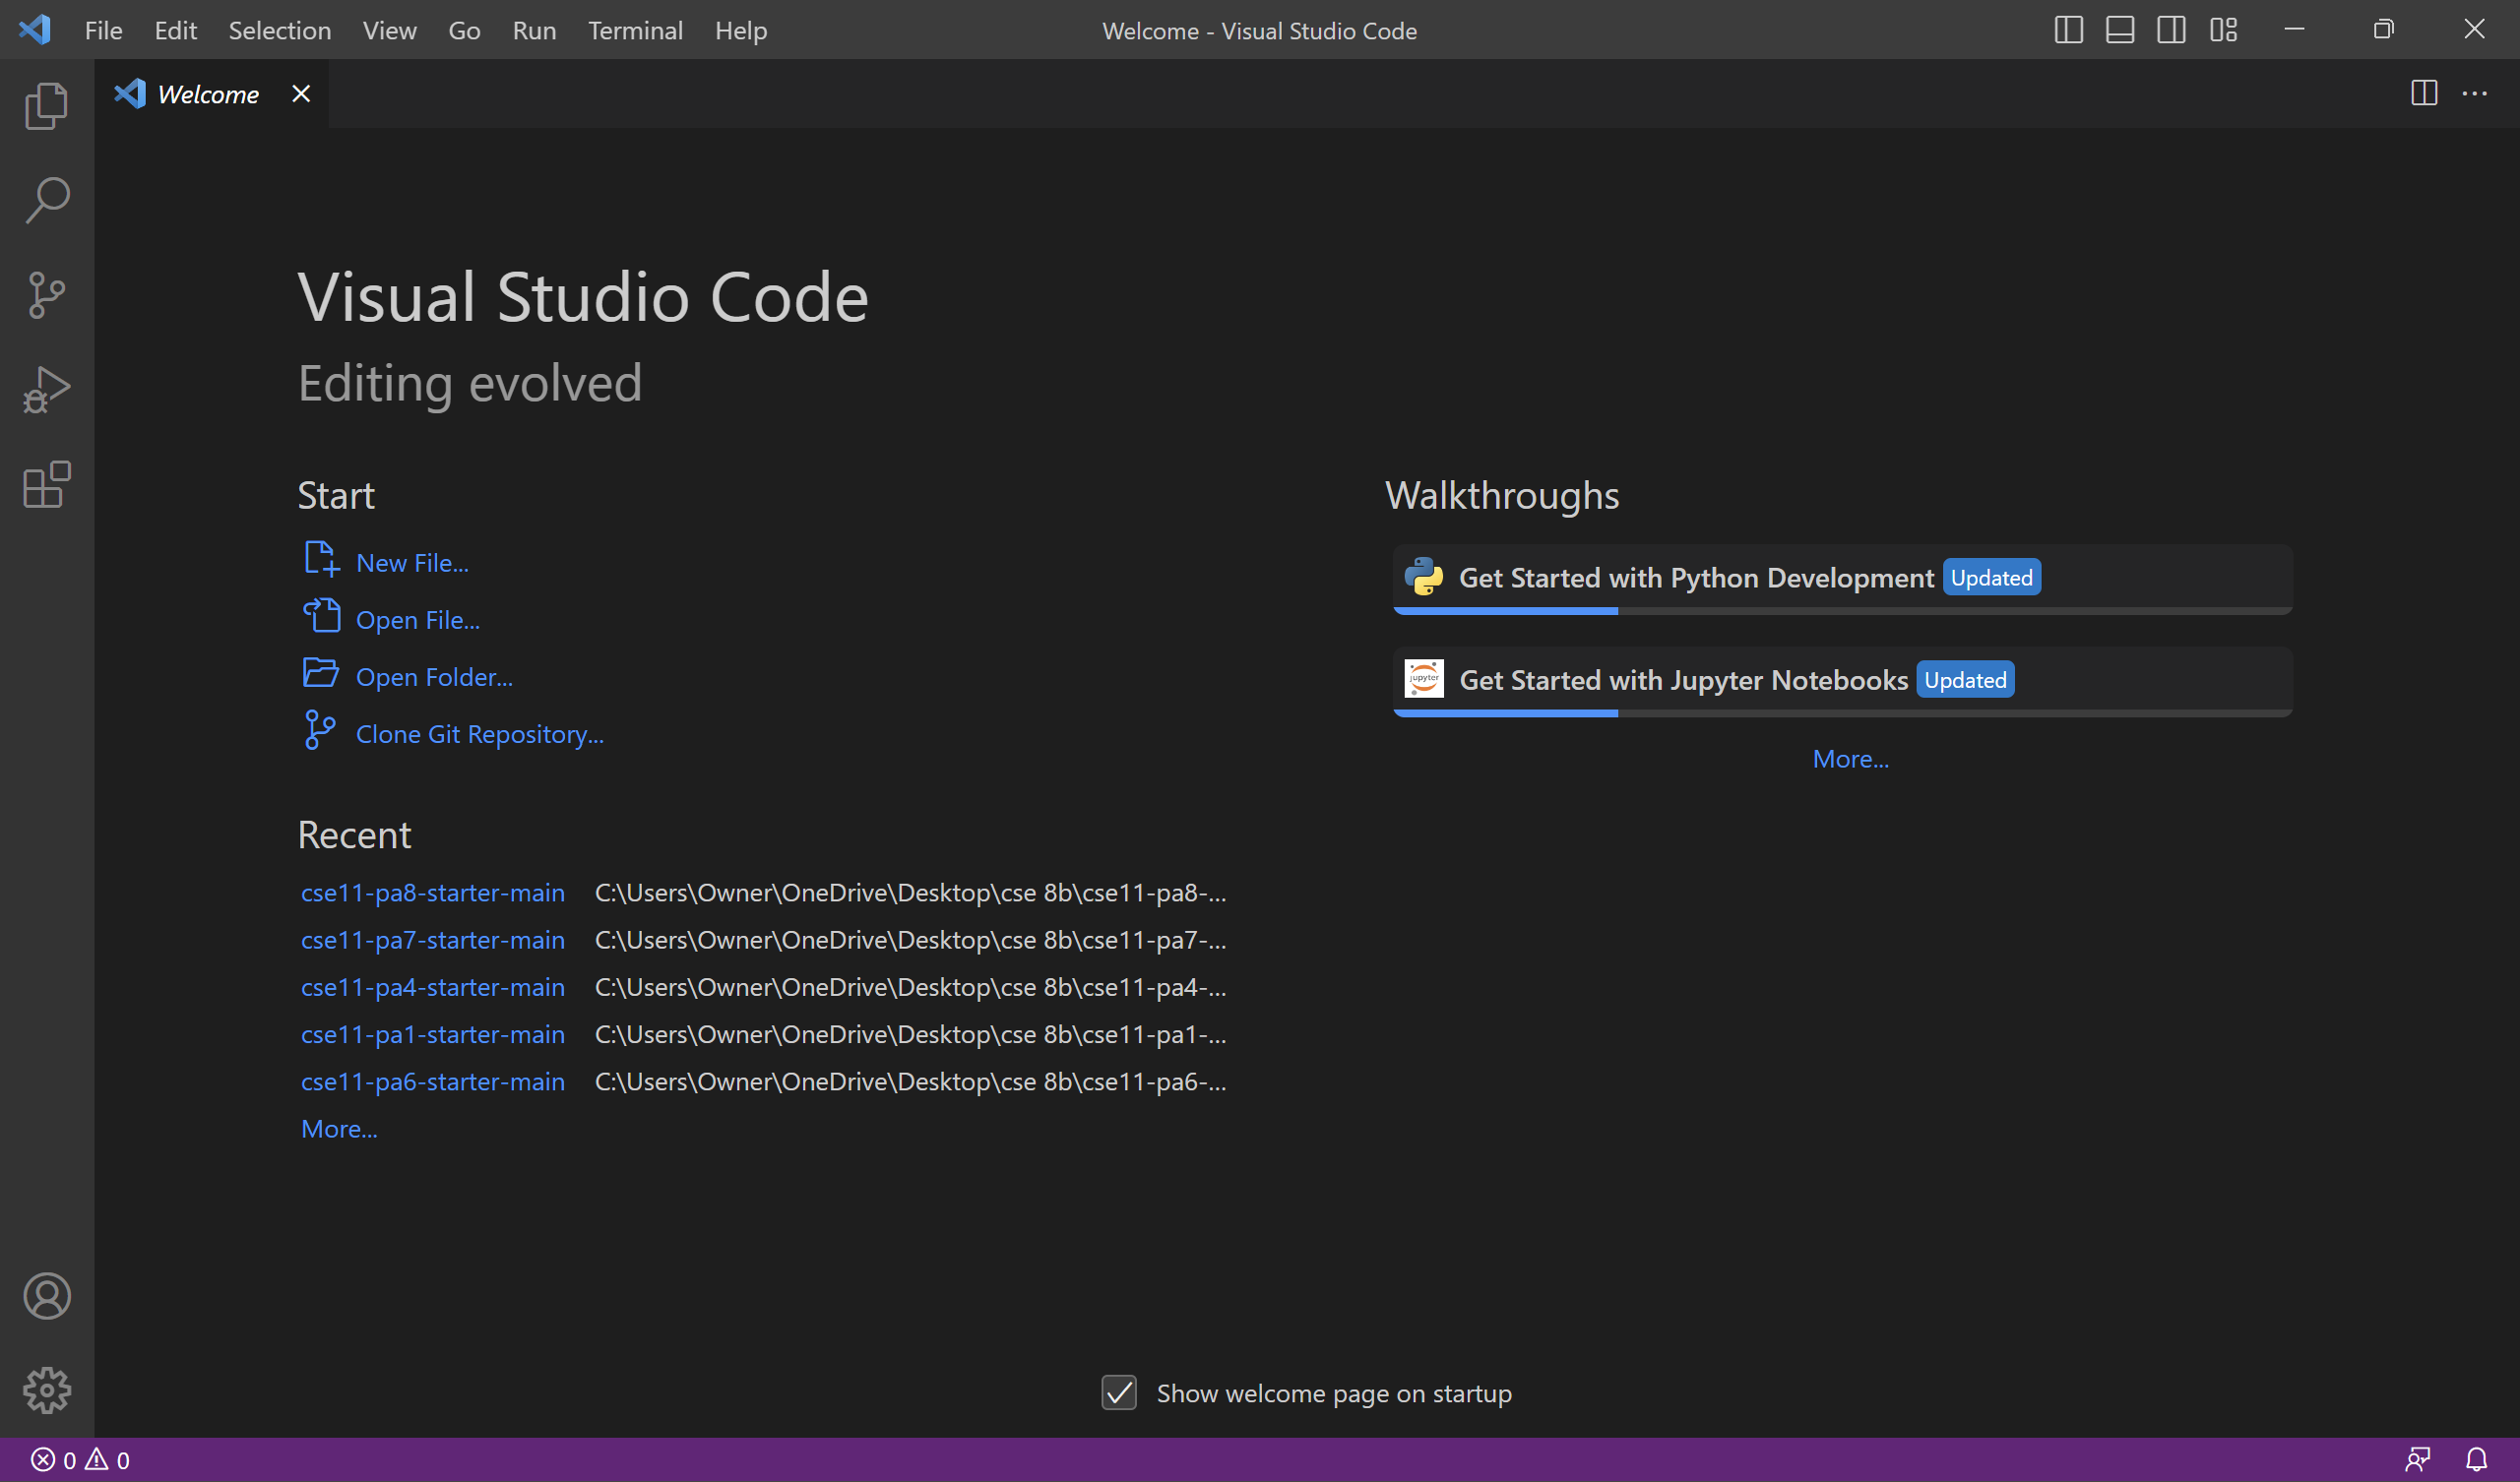 File Edit Selection View Go Run Terminal Help
Welcome - Visual Studio Code
Welcome
Visual Studio Code
Editing evolved
Start
New File...
Open File...
Open Folder...
Clone Git Repository...
Recent
cse11-pa8-starter-main C:\Users\Owner\OneDrive\Desktop\cse 8b\cse11-pa8-...
cse11-pa7-starter-main C:\Users\Owner\OneDrive\Desktop\cse 8b\cse11-pa7-...
cse11-pa4-starter-main C:\Users\Owner\OneDrive\Desktop\cse 8b\cse11-pa4-...
cse11-pa1-starter-main C:\Users\Owner\OneDrive\Desktop\cse 8b\cse11-pa1-...
cse11-pa6-starter-main C:\Users\Owner\OneDrive\Desktop\cse 8b\cse11-pa6-...
More...
Walkthroughs
Get Started with Python Development Updated
jupyter Get Started with Jupyter Notebooks Updated
More...
Show welcome page on startup
0 0